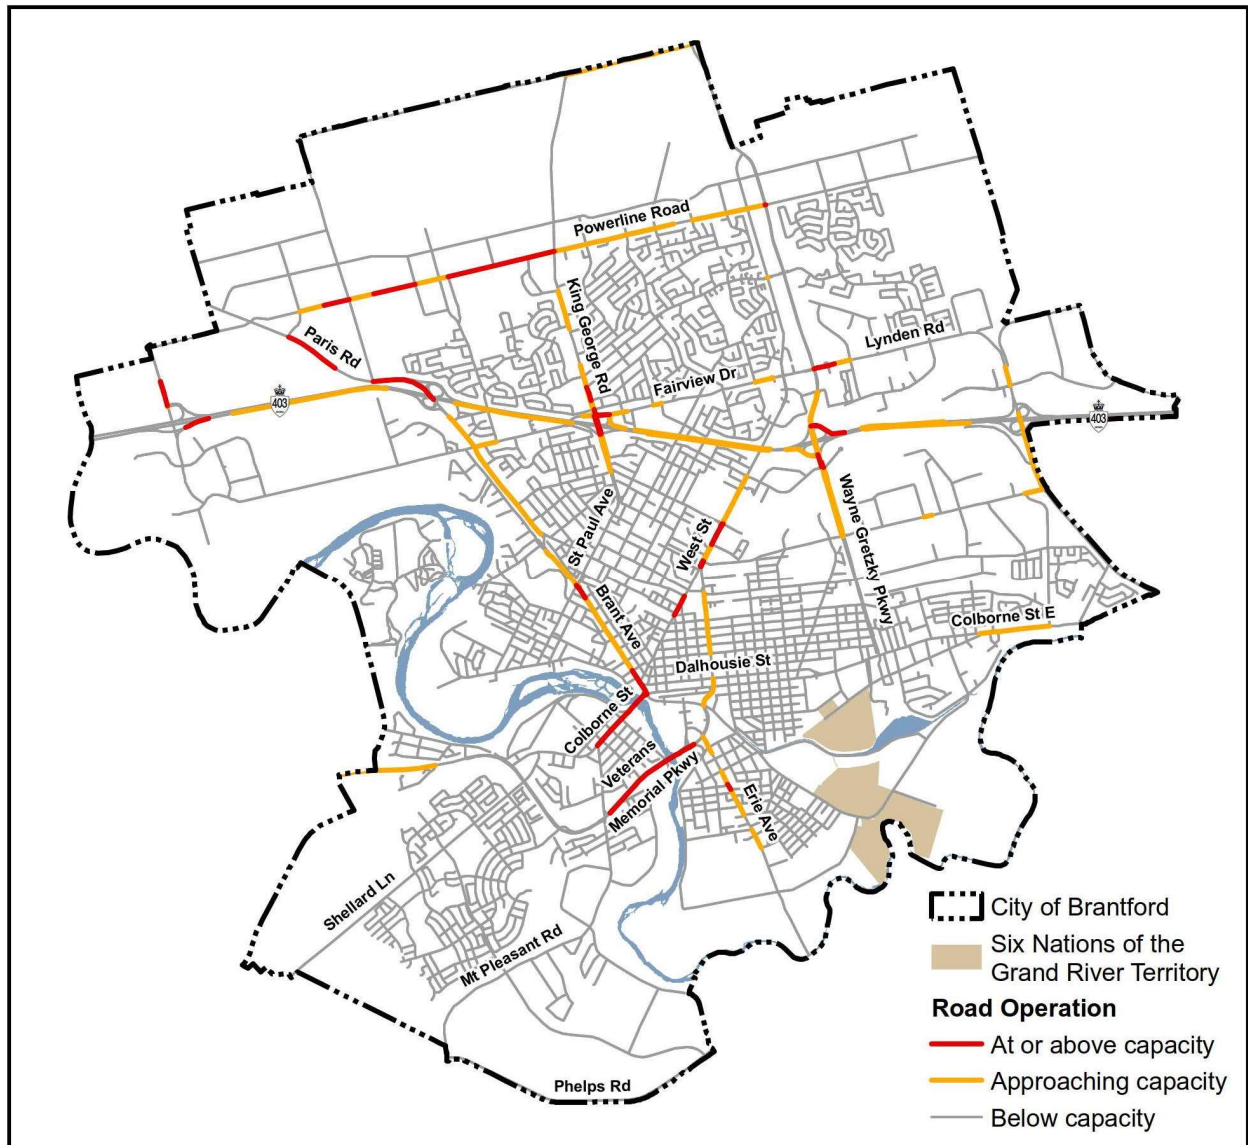 Powerline Road
King George Rd
Paris Rd
Lynden Rd
Fairview Dr
403
403
St Paul Ave
West St
Wayne Gretzky Pkwy
Brant Ave
Colborne St E
Dalhousie St
Colborne St
Veterans
Memorial Pkwy
Erie Ave
Shellard Ln
Mt Pleasant Rd
Phelps Rd
City of Brantford
Six Nations of the
Grand River Territory
Road Operation
At or above capacity
Approaching capacity
Below capacity